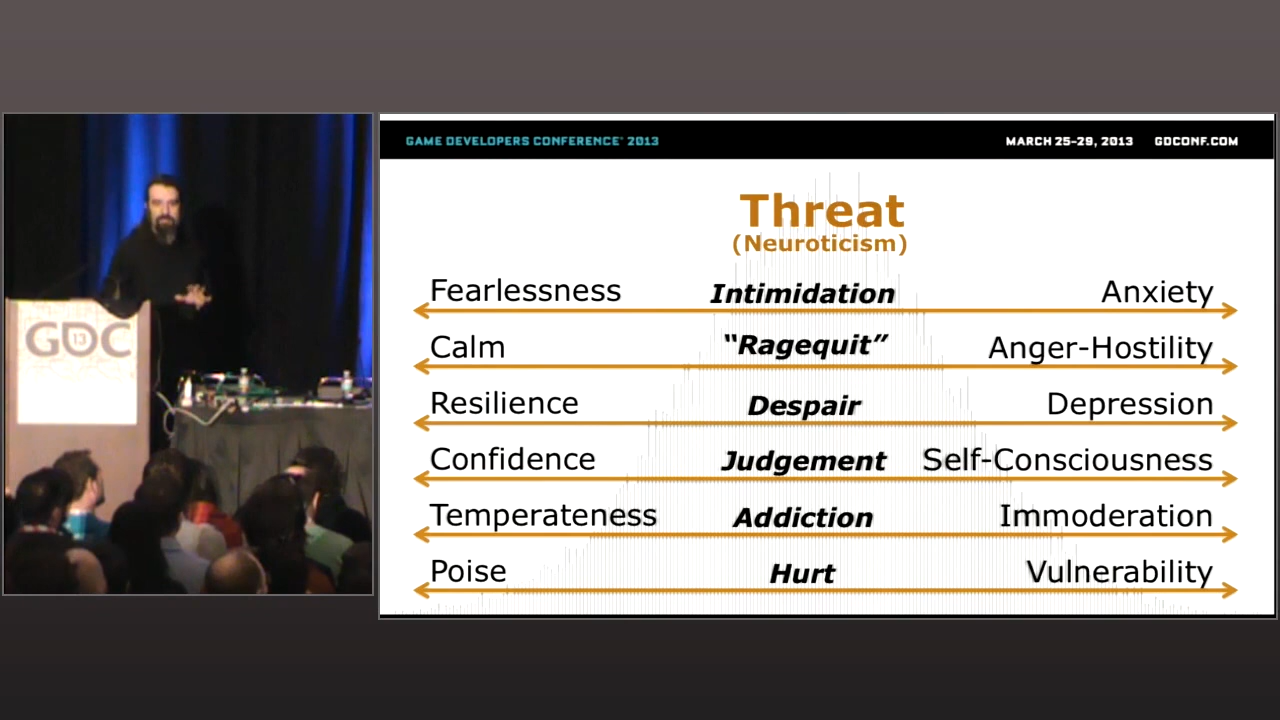 GAME DEVELOPERS CONFERENCE® 2013 MARCH 25-29, 2013 GDCONF.COM
Threat
(Neuroticism)
Fearlessness Intimidation Anxiety
Calm “Ragequit” Anger-Hostility
Resilience Despair Depression
Confidence Judgement Self-Consciousness
Temperateness Addiction Immoderation
Poise Hurt Vulnerability
GDC
13